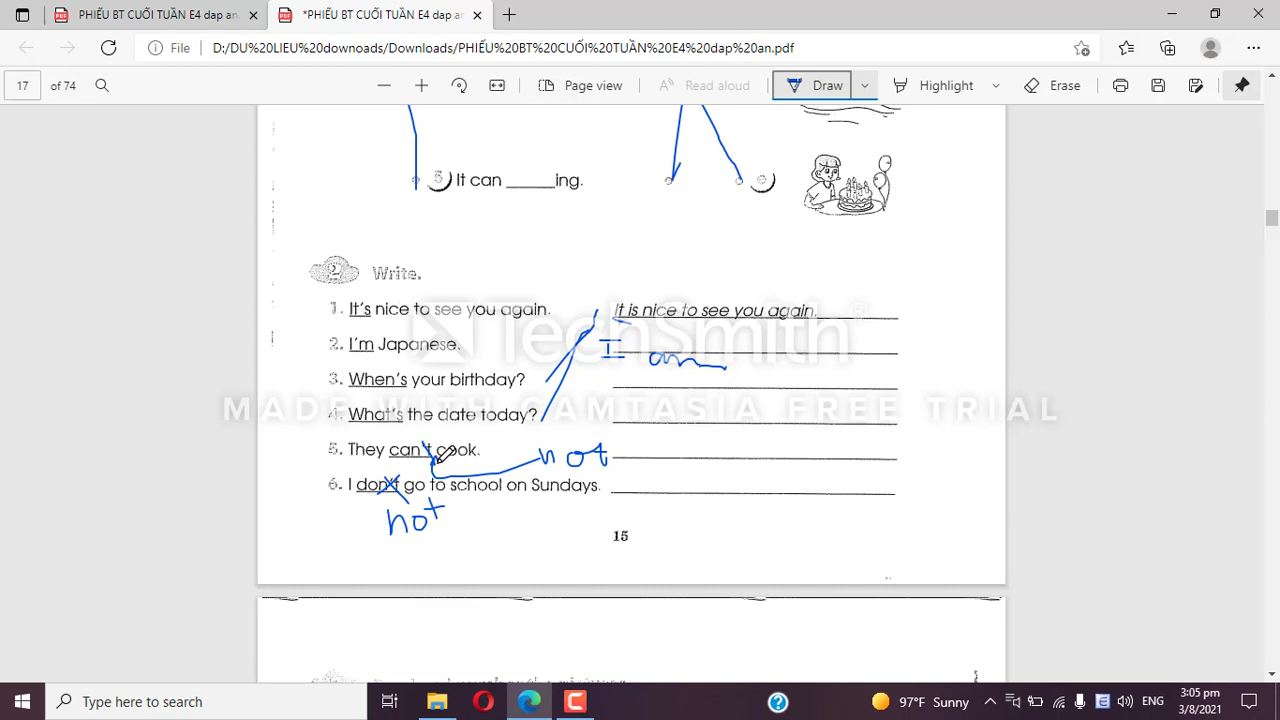 PHIẾU BT CUỐI TUẦN E4 dap an.
*PHIẾU BT CUỐI TUẦN E4 dap ar
File
D:/DU%20LIEU%20downoads/Downloads/PHIẾU%20BT%20CUỐI%20TUẦN%20E4%20dap%20an.pdf
17 of 74
Page view
Read aloud
Draw
Highlight
Erase
5 It can _____ing.
2 Write.
1. It's nice to see you again. It is nice to see you again.
2. I'm Japanese. I am
3. When's your birthday?
4. What's the date today?
TechSmith
MADE WITH CAMTASIA FREE TRIAL
5. They can't cook. not
6. I don't go to school on Sundays.
not
15
Type here to search
97°F Sunny
ENG
3:05 pm
3/8/2021